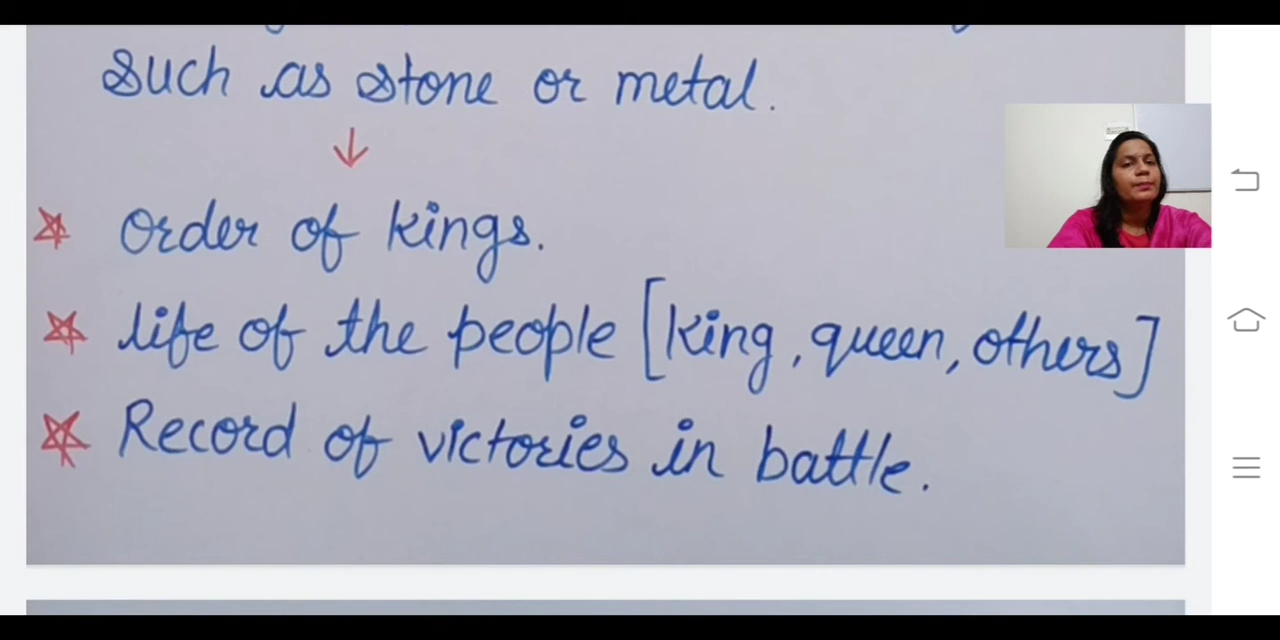 such as stone or metal.
↓
☆ Order of kings.
☆ life of the people [King, queen, others]
☆ Record of victories in battle.